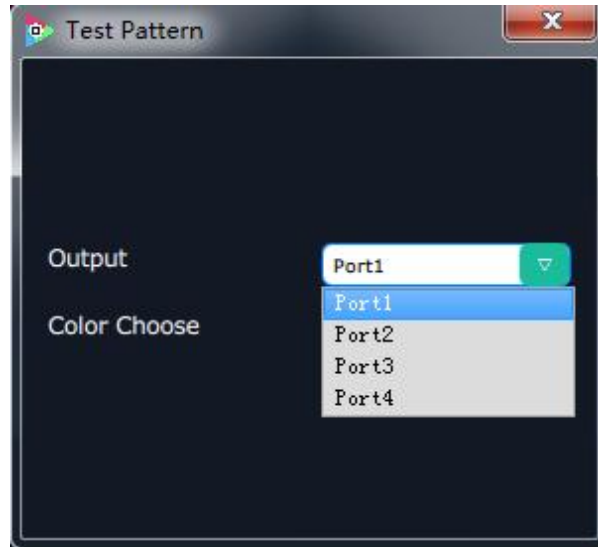 Test Pattern
Output
Port1
Port1
Color Choose
Port2
Port3
Port4